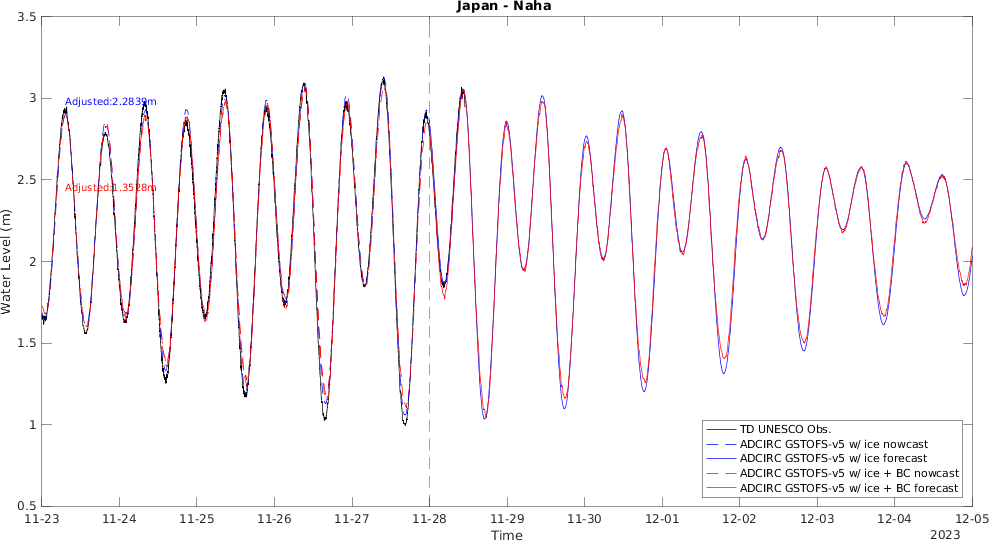 Japan - Naha
3.5
3
2.5
2
1.5
1
0.5
Water Level (m)
Adjusted:2.2839m
Adjusted:1.3528m
TD UNESCO Obs.
ADCIRC GSTOFS-v5 w/ ice nowcast
ADCIRC GSTOFS-v5 w/ ice forecast
ADCIRC GSTOFS-v5 w/ ice + BC nowcast
ADCIRC GSTOFS-v5 w/ ice + BC forecast
11-23 11-24 11-25 11-26 11-27 11-28 11-29 11-30 12-01 12-02 12-03 12-04 12-05
Time
2023